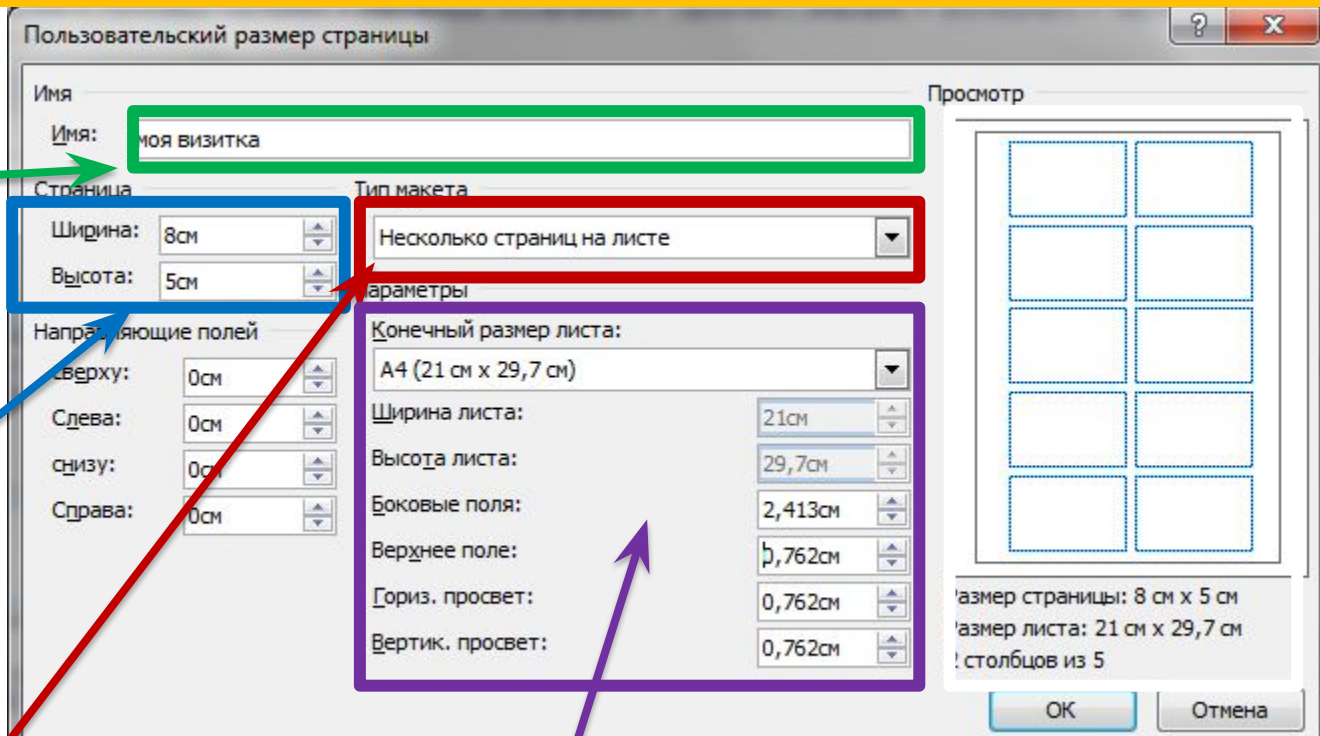 Пользовательский размер страницы
Имя
Имя: моя визитка
Страница
Ширина: 8см
Высота: 5см
Направляющие полей
сверху: 0см
Слева: 0см
снизу: 0см
Справа: 0см
Тип макета
Несколько страниц на листе
Параметры
Конечный размер листа:
A4 (21 см x 29,7 см)
Ширина листа: 21см
Высота листа: 29,7см
Боковые поля: 2,413см
Верхнее поле: 0,762см
Гориз. просвет: 0,762см
Вертик. просвет: 0,762см
Просмотр
Размер страницы: 8 см x 5 см
Размер листа: 21 см x 29,7 см
2 столбцов из 5
ОК
Отмена